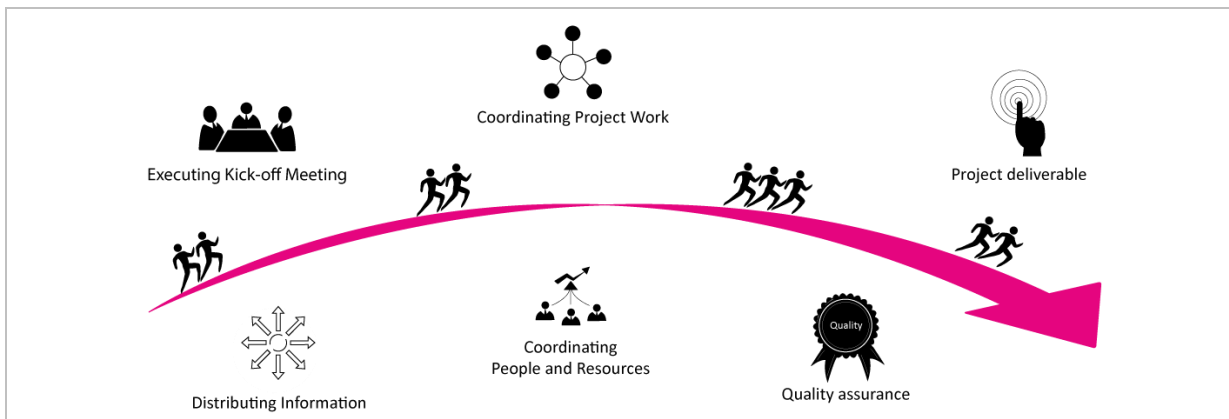 Coordinating Project Work
Executing Kick-off Meeting
Project deliverable
Distributing Information
Coordinating
People and Resources
Quality
Quality assurance